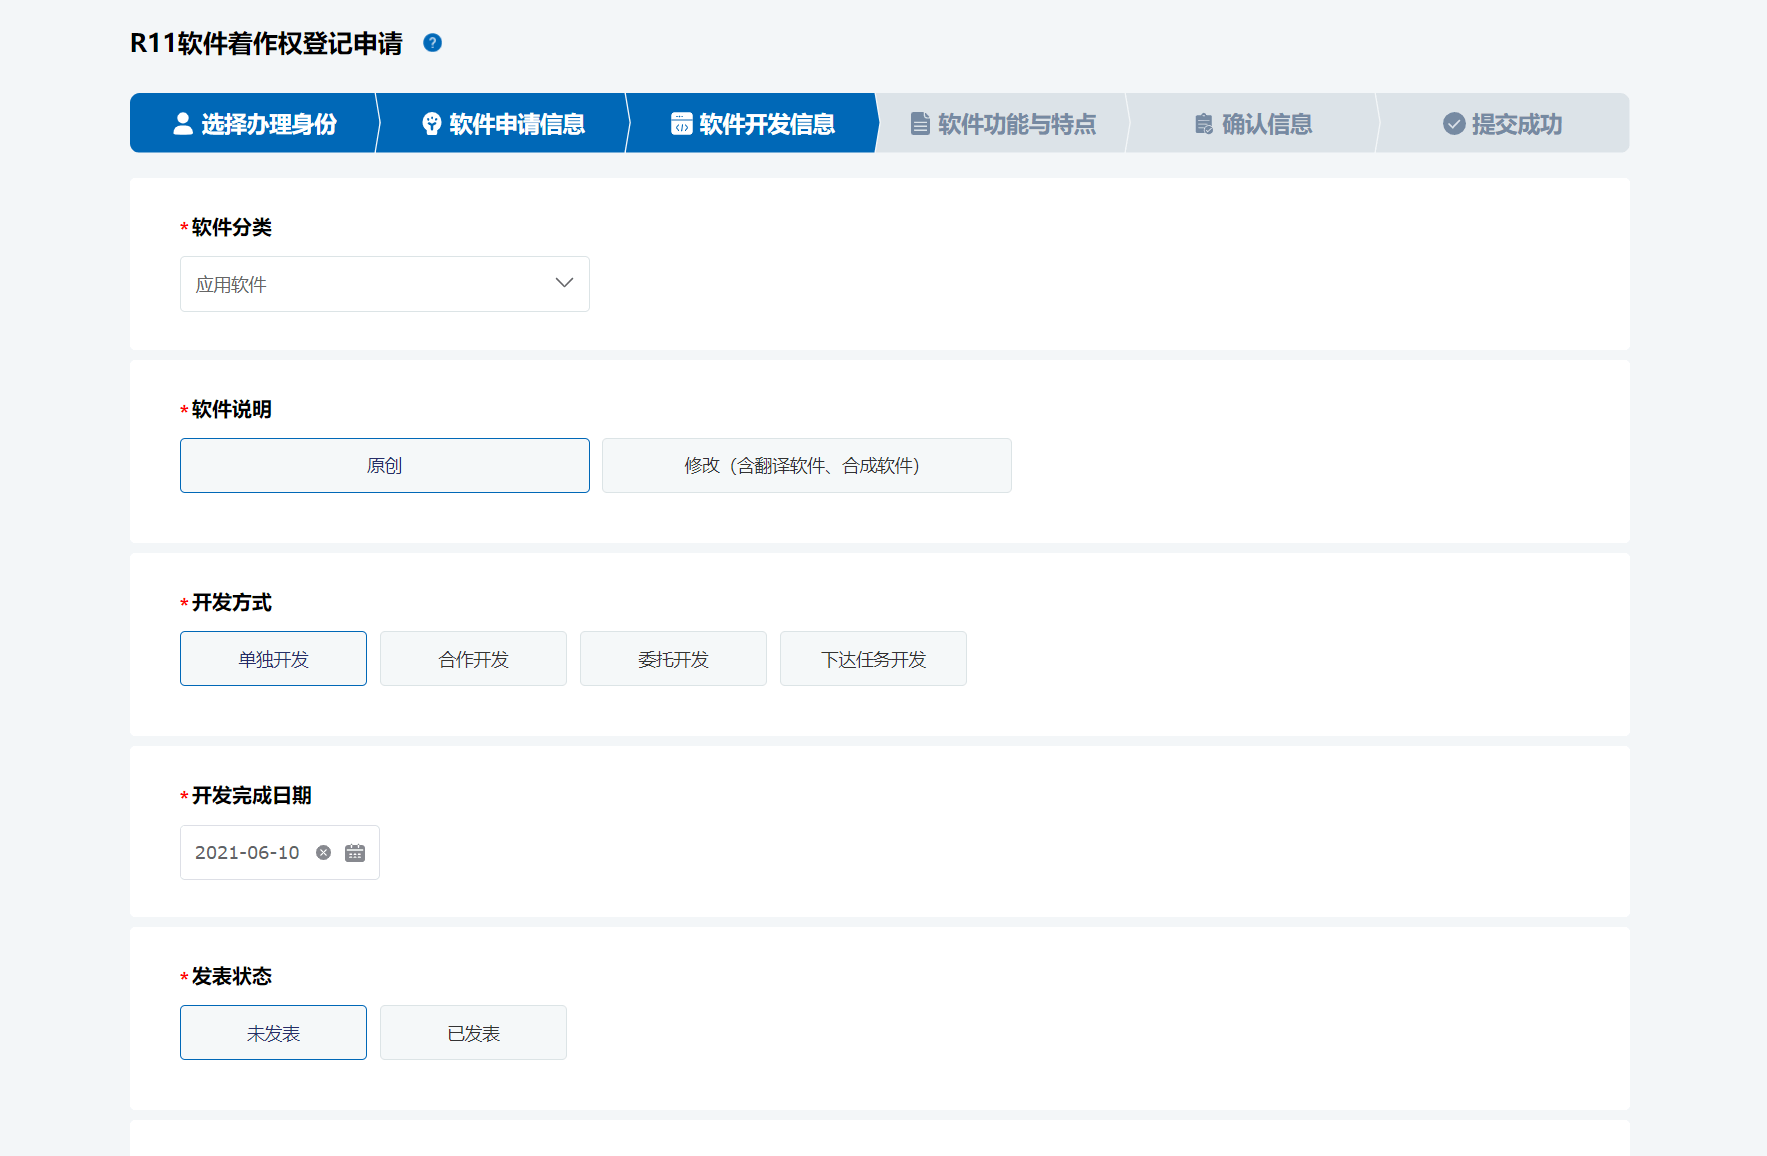 R11软件着作权登记申请 ?
选择办理身份 软件申请信息 软件开发信息 软件功能与特点 确认信息 提交成功
*软件分类
应用软件
*软件说明
原创 修改（含翻译软件、合成软件）
*开发方式
单独开发 合作开发 委托开发 下达任务开发
*开发完成日期
2021-06-10
*发表状态
未发表 已发表